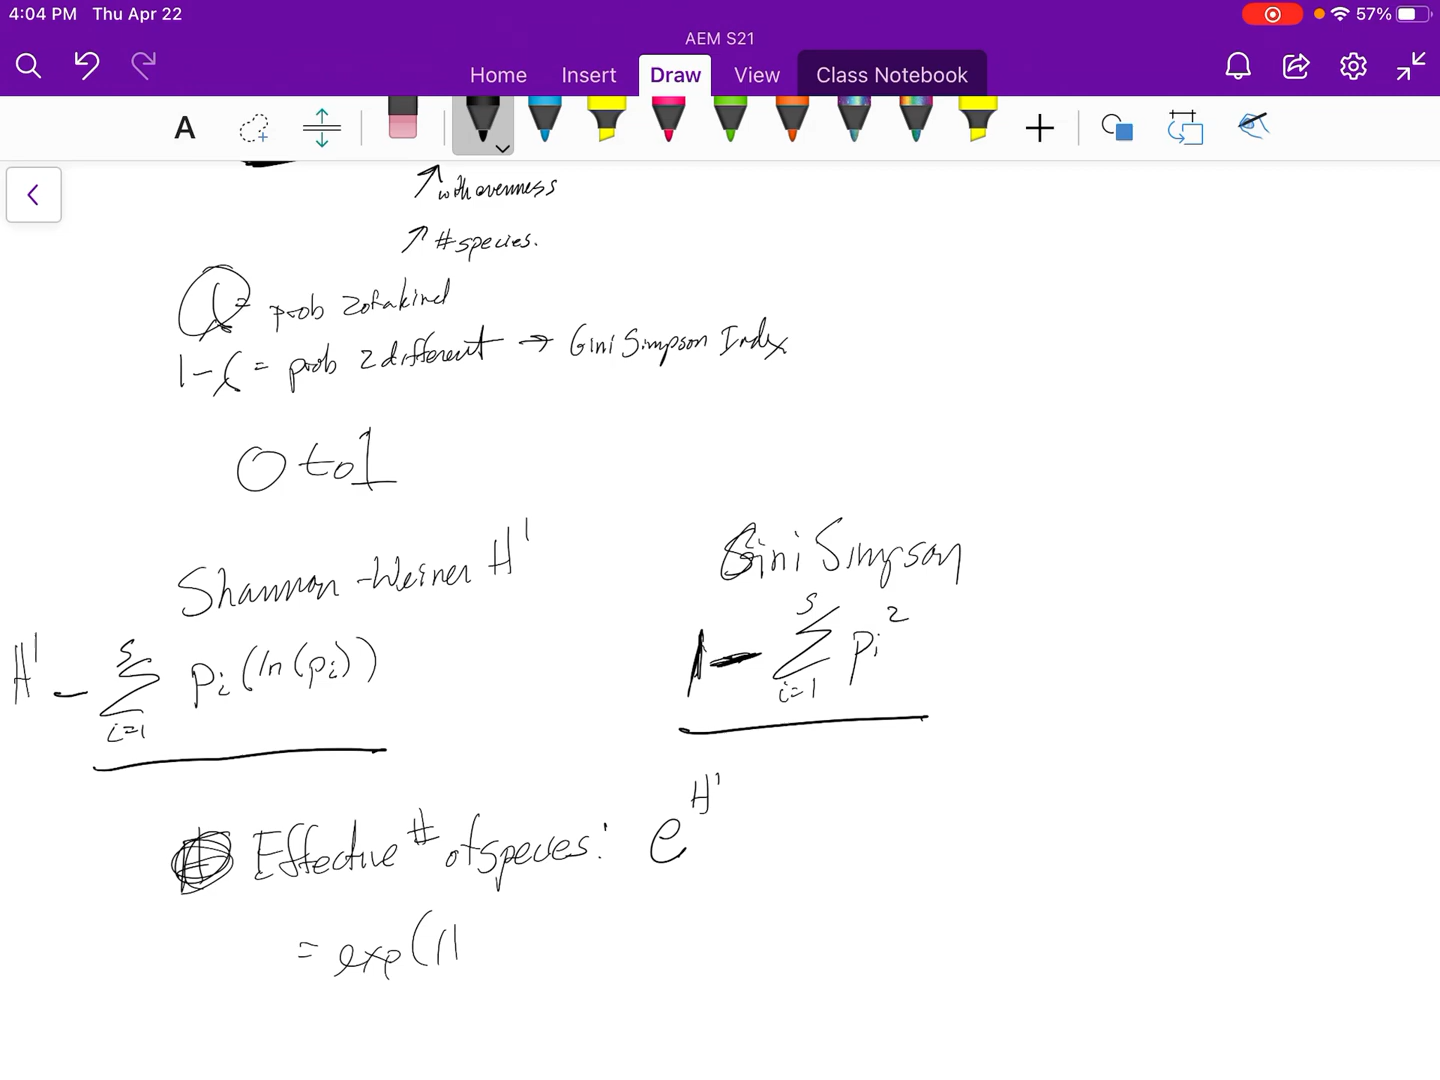 4:04 PM Thu Apr 22
57%
AEM S21
Home Insert Draw View Class Notebook
A
↗ with evenness
↗ # species.
= prob 2 of a kind
1 - ℓ = prob 2 different → Gini Simpson Index
0 to 1
Shannon-Weiner H'
H' - Σ s i=1 pi (ln(pi))
Gini Simpson
1 - Σ s i=1 pi²
Effective # of species: e^H'
= exp(